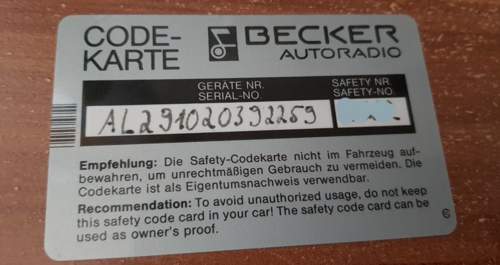 CODE-
KARTE
BECKER
AUTORADIO
GERÄTE NR.
SERIAL-NO.
SAFETY NR.
SAFETY-NO.
AL291020392259
Empfehlung: Die Safety-Codekarte nicht im Fahrzeug auf-
bewahren, um unrechtmäßigen Gebrauch zu vermeiden. Die
Codekarte ist als Eigentumsnachweis verwendbar.
Recommendation: To avoid unauthorized usage, do not keep
this safety code card in your car! The safety code card can be
used as owner's proof.